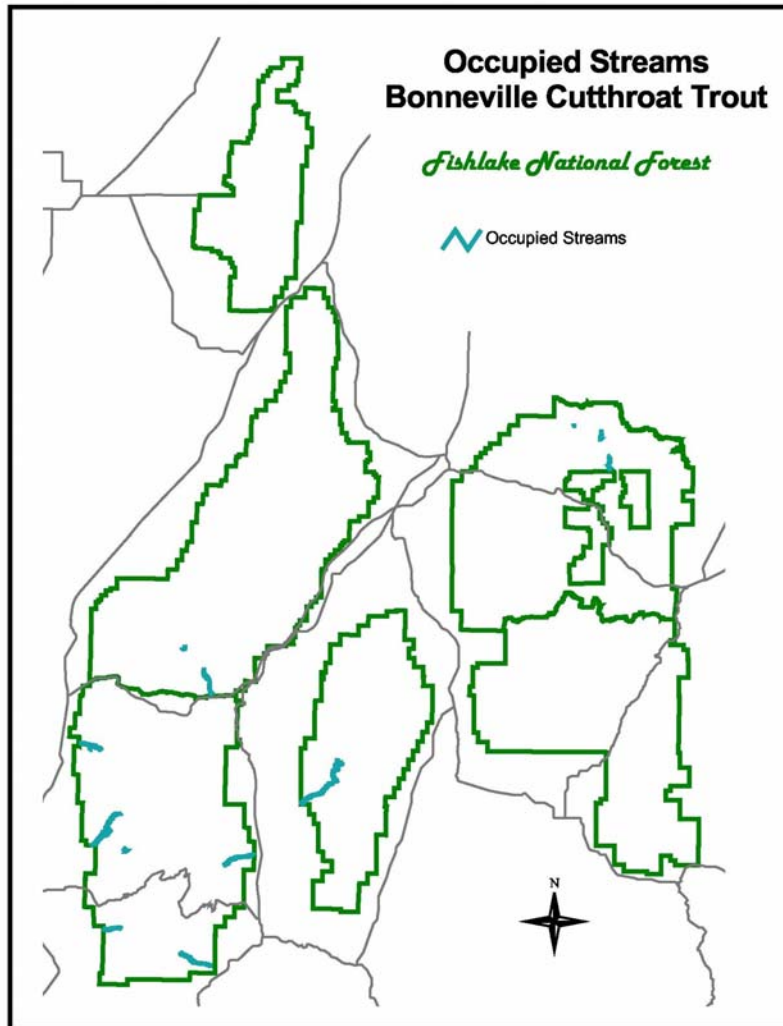 Occupied Streams
Bonneville Cutthroat Trout
Fishlake National Forest
Occupied Streams
N